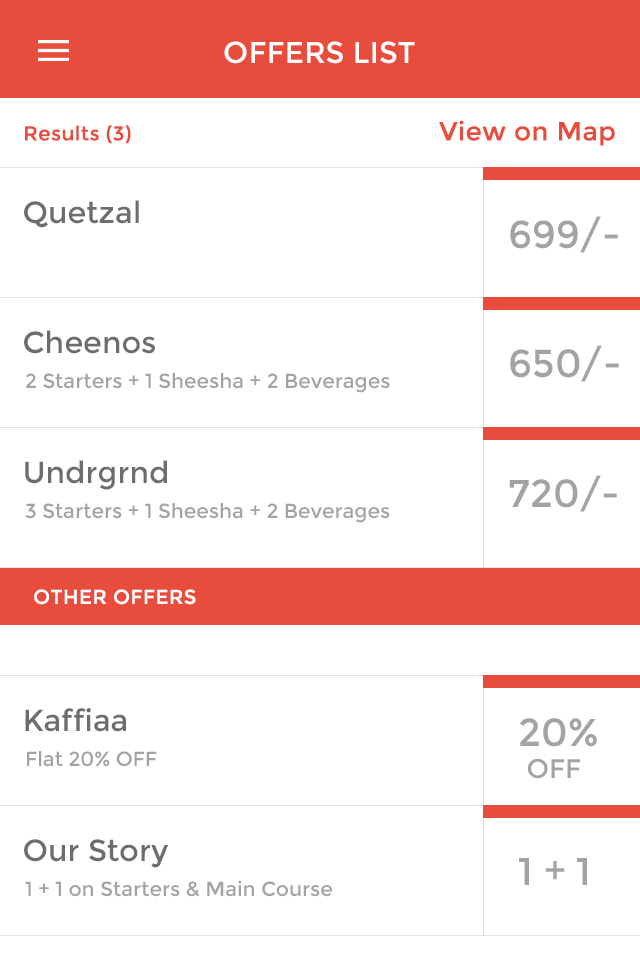 OFFERS LIST
Results (3)
View on Map
Quetzal
699/-
Cheenos
2 Starters + 1 Sheesha + 2 Beverages
650/-
Undrgrnd
3 Starters + 1 Sheesha + 2 Beverages
720/-
OTHER OFFERS
Kaffiaa
Flat 20% OFF
20%
OFF
Our Story
1 + 1 on Starters & Main Course
1 + 1